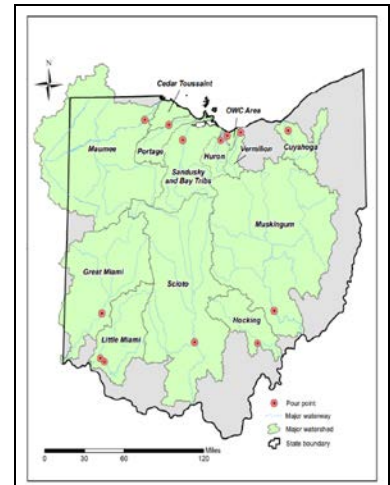 N
Cedar Toussaint
OWC Area
Maumee
Portage
Huron
Vermilion
Sandusky
and Bay Tribs
Cuyahoga
Muskingum
Great Miami
Scioto
Hocking
Little Miami
Pour point
Major waterway
Major watershed
State boundary
Miles
0 30 60 120